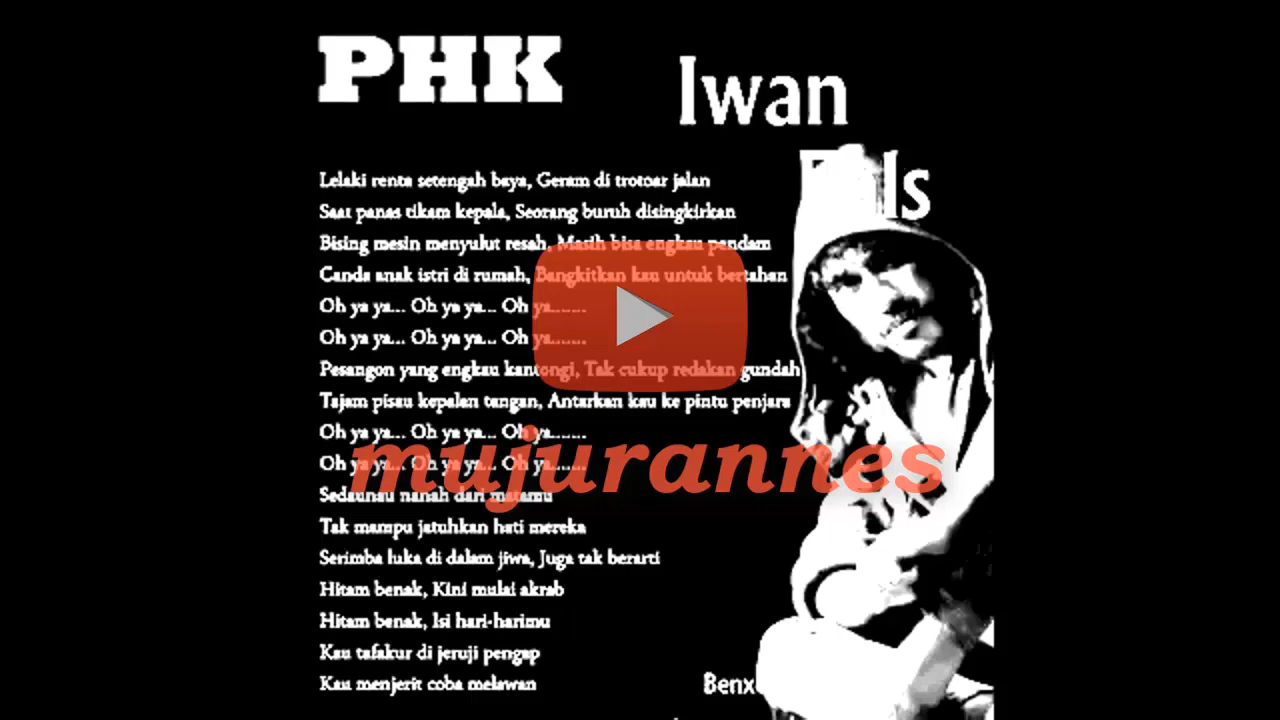 PHK
Iwan
ls
Lelaki renta setengah baya, Geram di trotoar jalan
Saat panas tikam kepala, Seorang buruh disingkirkan
Bising mesin menyulut resah, Masih bisa engkau pendam
Canda anak istri di rumah, Bangkitkan kau untuk bertahan
Oh ya ya... Oh ya ya... Oh ya.......
Oh ya ya... Oh ya ya... Oh ya.......
Pesangon yang engkau kantongi, Tak cukup redakan gundah
Tajam pisau kepalan tangan, Antarkan kau ke pintu penjara
Oh ya ya... Oh ya ya... Oh ya.......
mujurannes
Oh ya ya... Oh ya ya... Oh ya.......
Sedaunau nanah dari matamu
Tak mampu jatuhkan hati mereka
Serimba luka di dalam jiwa, Juga tak berarti
Hitam benak, Kini mulai akrab
Hitam benak, Isi hari-harimu
Kau tafakur di jeruji pengap
Kau menjerit coba melawan
Benx